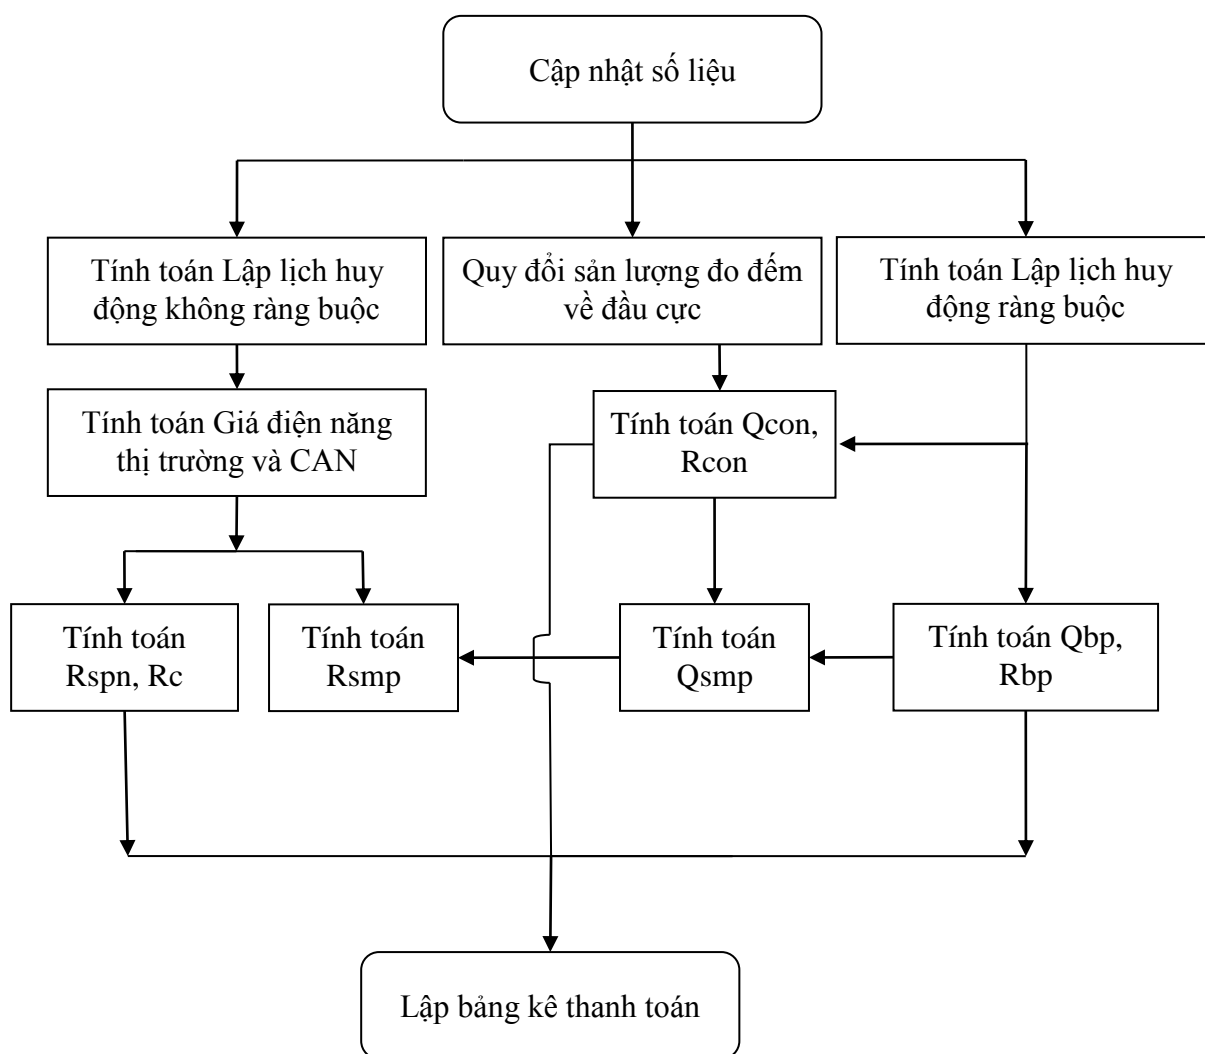 Cập nhật số liệu
Tính toán Lập lịch huy
động không ràng buộc
Quy đổi sản lượng đo đếm
về đầu cực
Tính toán Lập lịch huy
động ràng buộc
Tính toán Giá điện năng
thị trường và CAN
Tính toán Qcon,
Rcon
Tính toán
Rspn, Rc
Tính toán
Rsmp
Tính toán
Qsmp
Tính toán Qbp,
Rbp
Lập bảng kê thanh toán